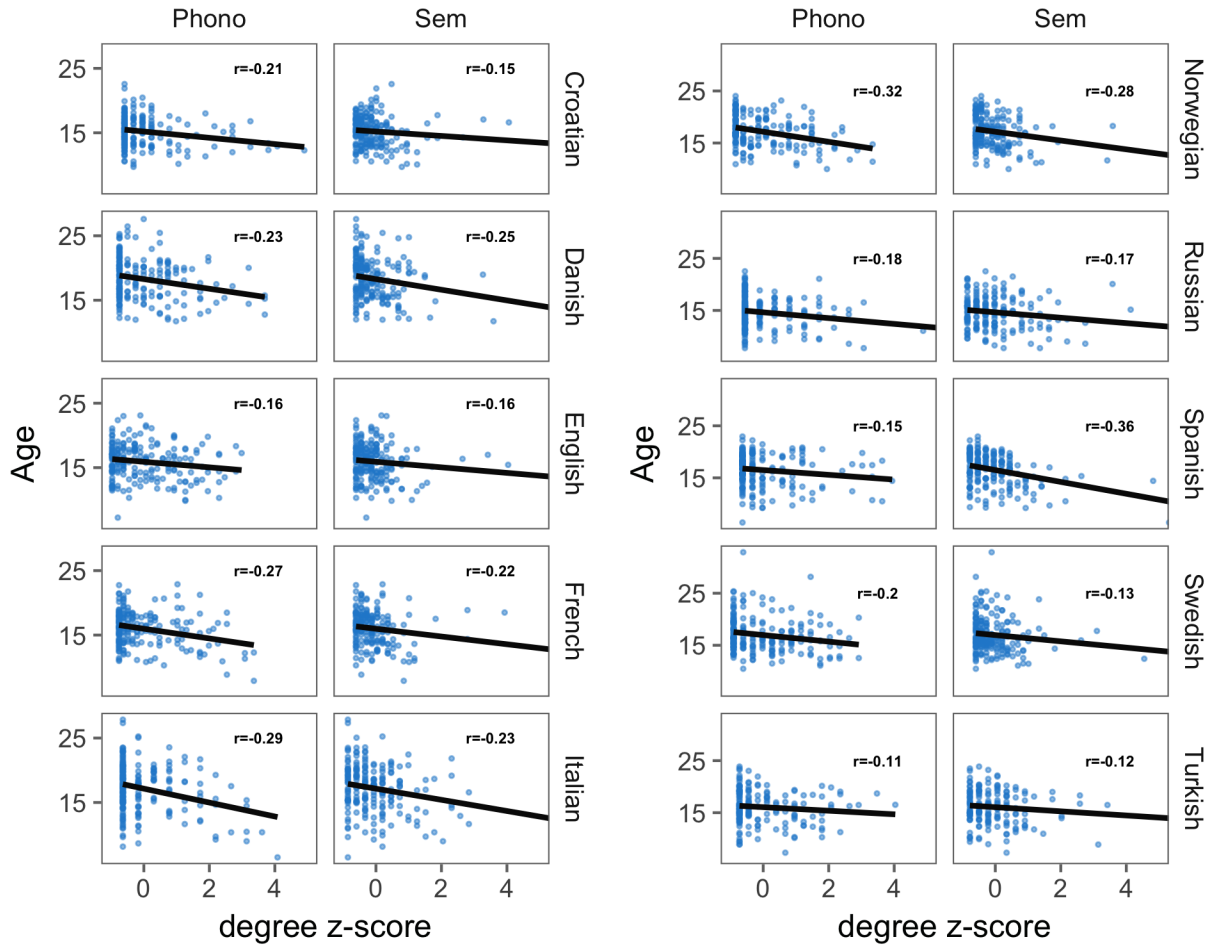 Phono Sem Phono Sem
25 r=-0.21 r=-0.15 Croatian 25 r=-0.32 r=-0.28 Norwegian
15 15
25 r=-0.23 r=-0.25 Danish 25 r=-0.18 r=-0.17 Russian
15 15
Age 25 r=-0.16 r=-0.16 English Age 25 r=-0.15 r=-0.36 Spanish
15 15
25 r=-0.27 r=-0.22 French 25 r=-0.2 r=-0.13 Swedish
15 15
25 r=-0.29 r=-0.23 Italian 25 r=-0.11 r=-0.12 Turkish
15 15
0 2 4 0 2 4 0 2 4 0 2 4
degree z-score degree z-score